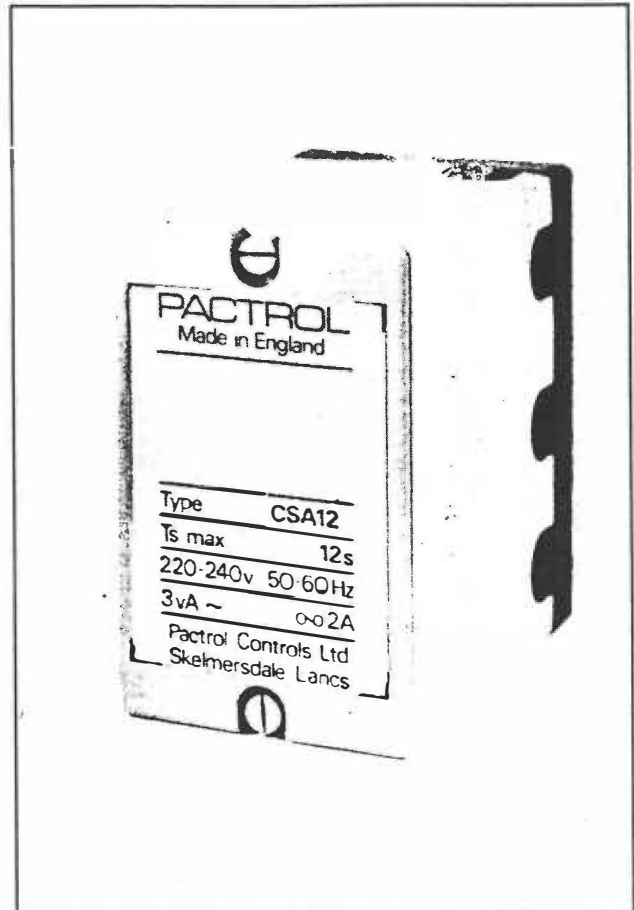 PACTROL
Made in England
Type CSA12
Ts max 12s
220-240v 50-60Hz
3vA ~ 2A
Pactrol Controls Ltd
Skelmersdale Lancs